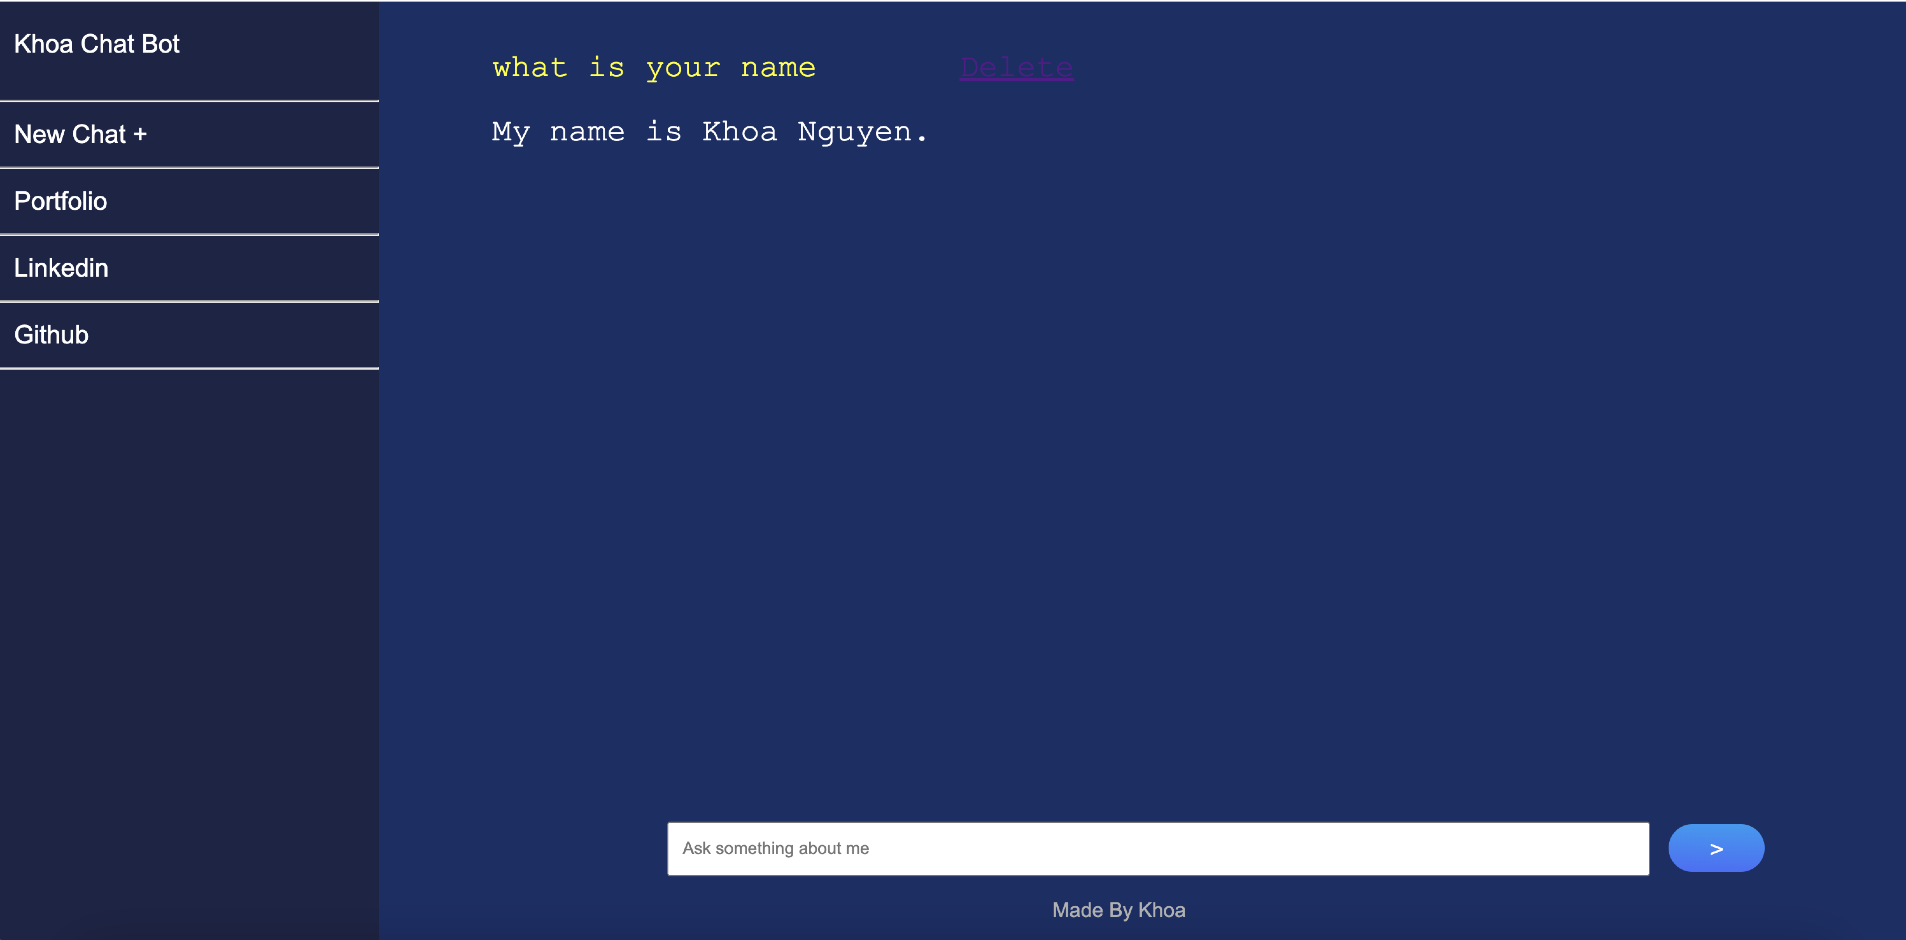 Khoa Chat Bot
New Chat +
Portfolio
Linkedin
Github
what is your name Delete
My name is Khoa Nguyen.
Ask something about me
>
Made By Khoa